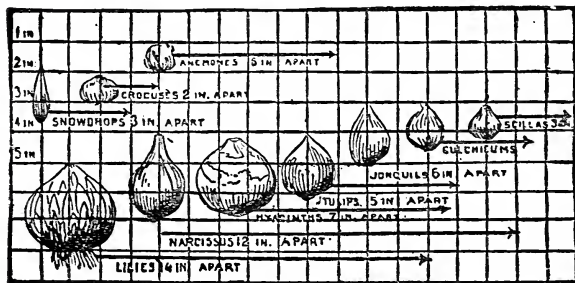 1 in
2 in
ANEMONES 6 IN APART
3 in
CROCUSES 2 IN. APART
4 in SNOWDROPS 3 IN. APART
SCILLAS 3 in.
5 in
COLCHICUMS
JONQUILS 6 IN APART
TULIPS. 5 IN APART
HYACINTHS 7 IN. APART.
NARCISSUS 12 IN. APART.
LILIES 14 IN APART